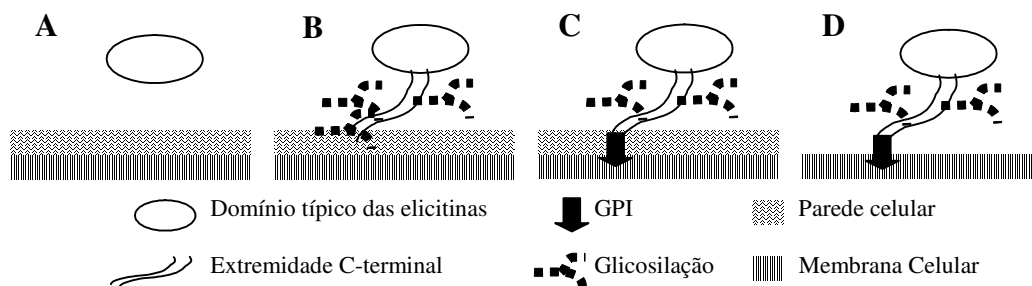 A B C D
Domínio típico das elicitinas GPI Parede celular
Extremidade C-terminal Glicosilação Membrana Celular